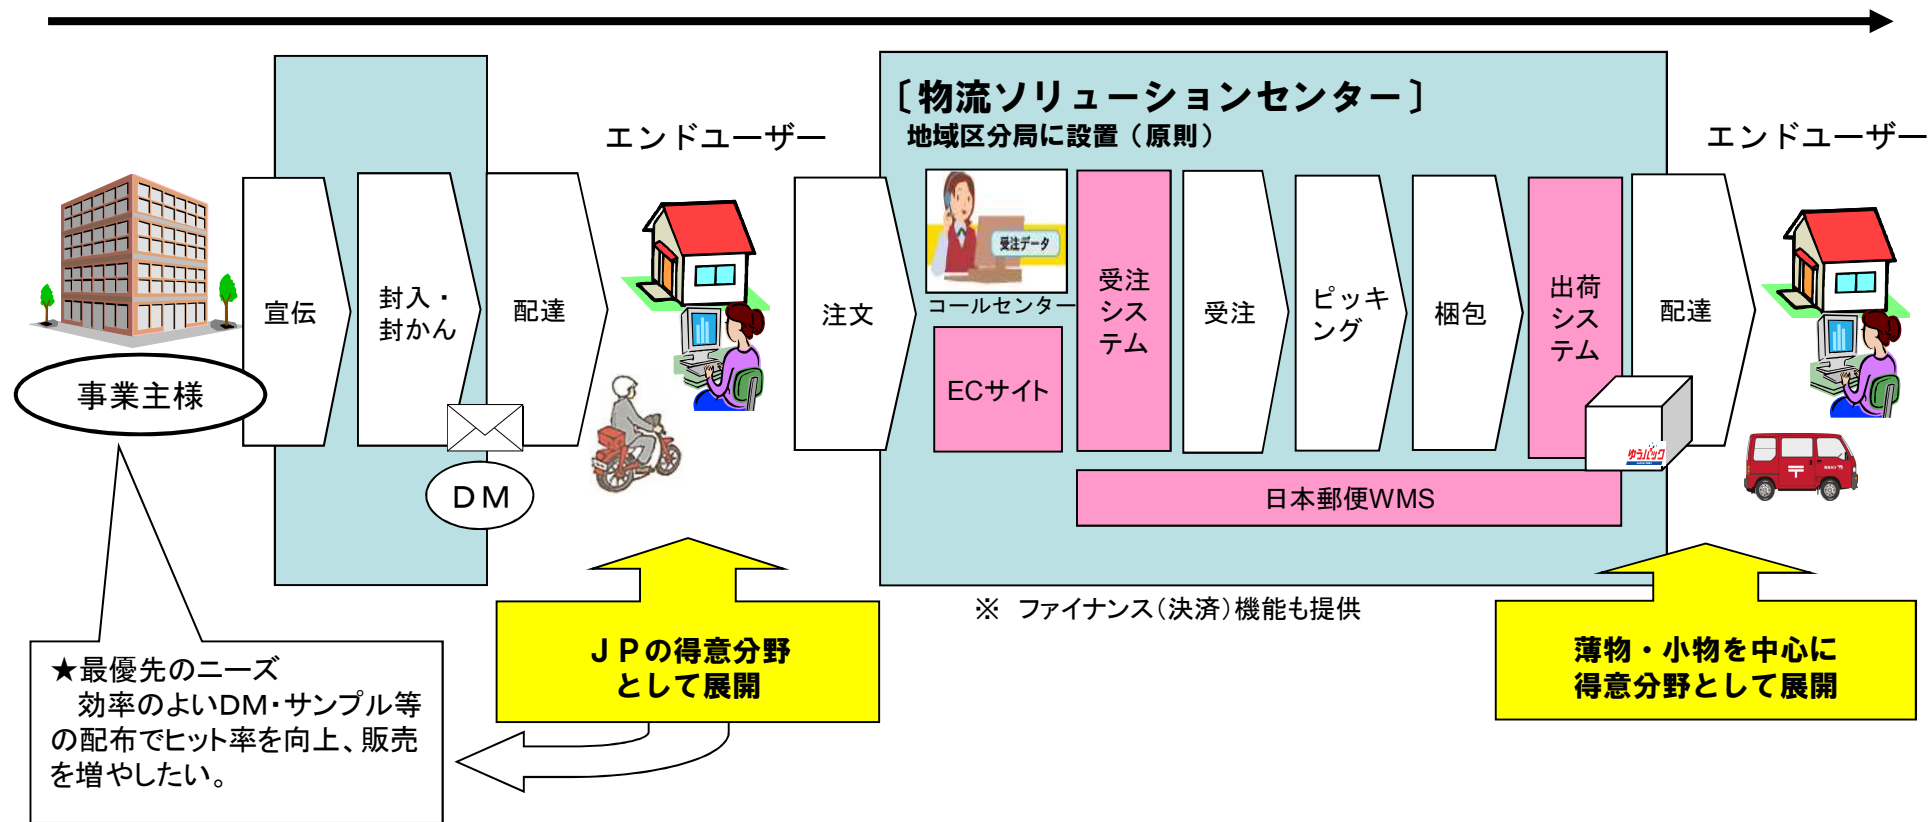 〔物流ソリューションセンター〕
地域区分局に設置（原則）
エンドユーザー
エンドユーザー
宣伝
封入・
封かん
配達
注文
受注データ
コールセンター
ECサイト
受注
シス
テム
受注
ピッキ
ング
梱包
出荷
シス
テム
配達
事業主様
ＤＭ
ゆうパック
日本郵便WMS
※　ファイナンス（決済）機能も提供
★最優先のニーズ
　効率のよいDM・サンプル等
の配布でヒット率を向上、販売
を増やしたい。
ＪＰの得意分野
として展開
薄物・小物を中心に
得意分野として展開